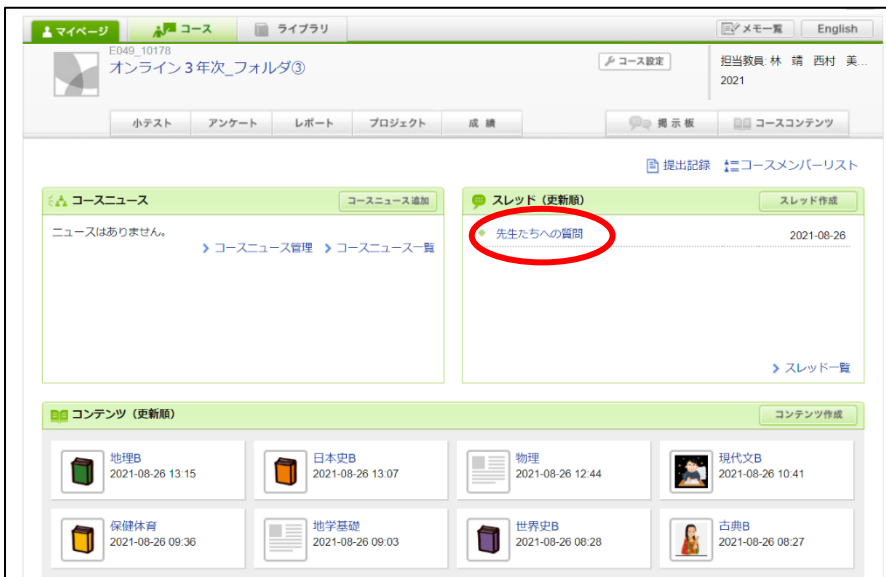 マイページ コース ライブラリ メモ一覧 English
E049_10178
オンライン3年次_フォルダ③
コース設定
担当教員: 林 靖 西村 美...
2021
小テスト アンケート レポート プロジェクト 成績 掲示板 コースコンテンツ
提出記録 コースメンバーリスト
コースニュース コースニュース追加
ニュースはありません。
コースニュース管理 コースニュース一覧
スレッド（更新順） スレッド作成
先生たちへの質問 2021-08-26
スレッド一覧
コンテンツ（更新順） コンテンツ作成
地理B
2021-08-26 13:15
日本史B
2021-08-26 13:07
物理
2021-08-26 12:44
現代文B
2021-08-26 10:41
保健体育
2021-08-26 09:36
地学基礎
2021-08-26 09:03
世界史B
2021-08-26 08:28
古典B
2021-08-26 08:27